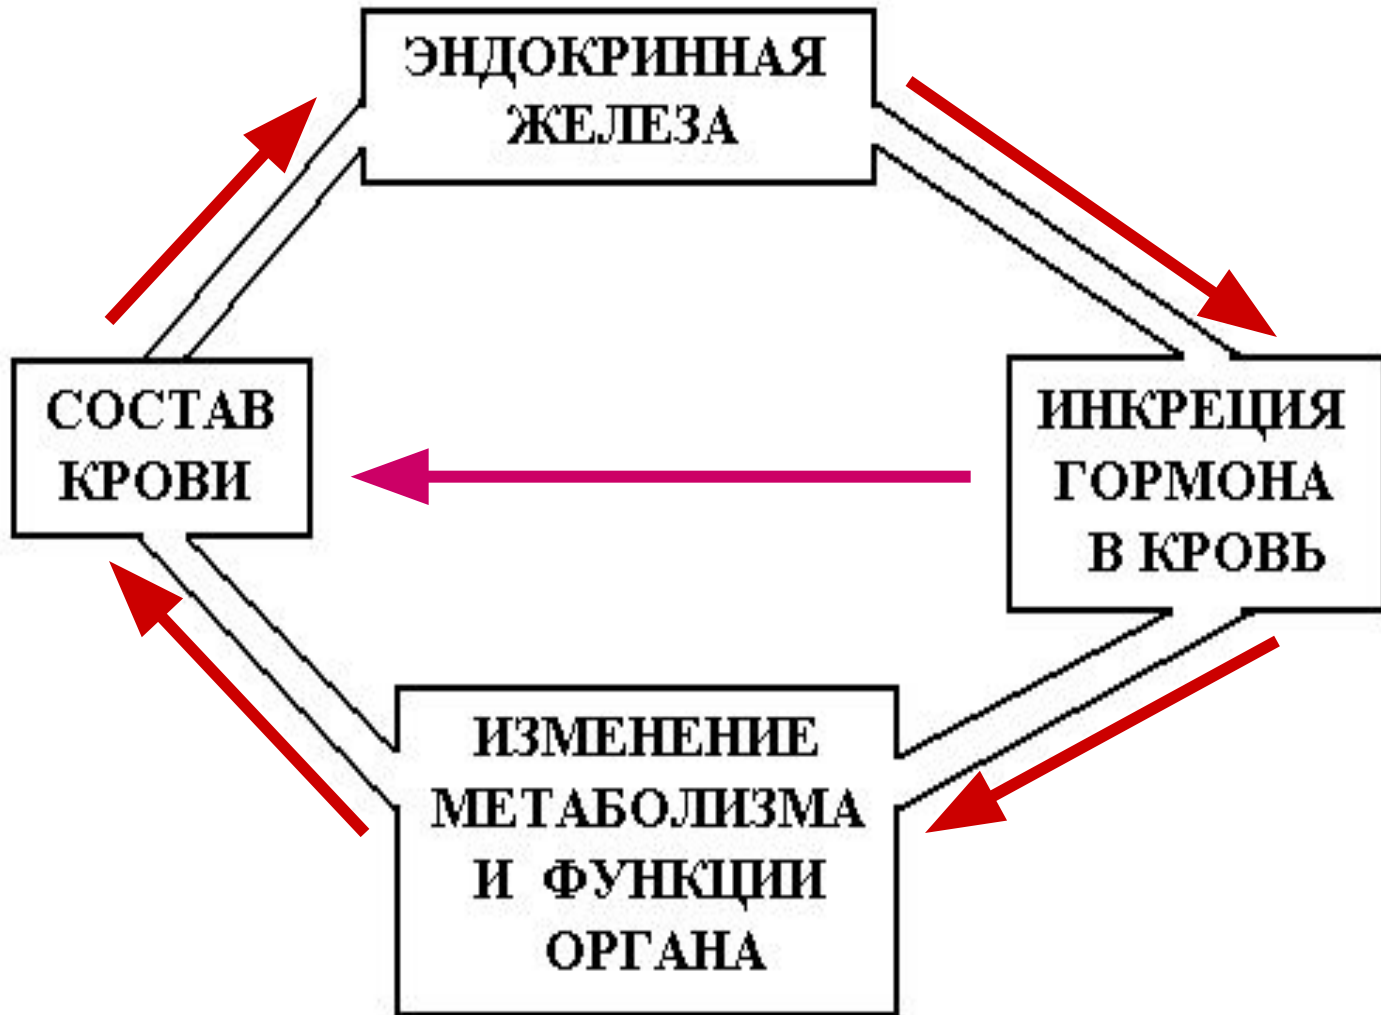 ЭНДОКРИННАЯ
ЖЕЛЕЗА
СОСТАВ
КРОВИ
ИНКРЕЦИЯ
ГОРМОНА
В КРОВЬ
ИЗМЕНЕНИЕ
МЕТАБОЛИЗМА
И ФУНКЦИИ
ОРГАНА